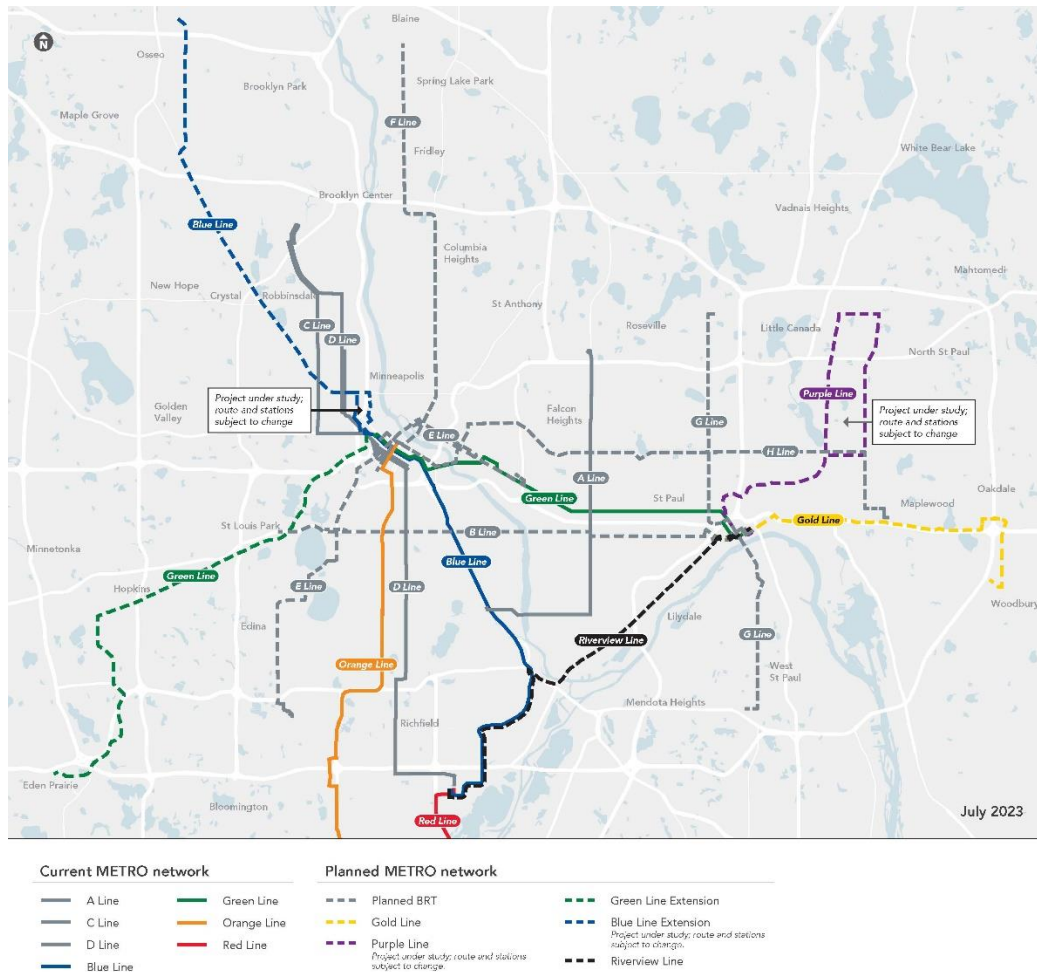 N
Blaine
Osseo
Brooklyn Park
Spring Lake Park
Maple Grove
F Line
Fridley
White Bear Lake
Brooklyn Center
Vadnais Heights
Blue Line
Columbia
Heights
Mahtomedi
New Hope
Crystal
Robbinsdale
St Anthony
Roseville
Little Canada
C Line
D Line
North St Paul
Minneapolis
Project under study;
route and stations
subject to change
Golden
Valley
Falcon
Heights
Purple Line
Project under study;
route and stations
subject to change
G Line
E Line
H Line
A Line
Oakdale
Green Line
St Paul
Maplewood
St Louis Park
Gold Line
B Line
Minnetonka
Blue Line
Green Line
Hopkins
E Line
D Line
Woodbury
Lilydale
Edina
Riverview Line
G Line
Orange Line
West
St Paul
Mendota Heights
Richfield
Eden Prairie
Bloomington
Red Line
July 2023
Current METRO network
A Line
C Line
D Line
Blue Line
Green Line
Orange Line
Red Line
Planned METRO network
Planned BRT
Gold Line
Purple Line
Project under study; route and stations
subject to change.
Green Line Extension
Blue Line Extension
Project under study; route and stations
subject to change.
Riverview Line